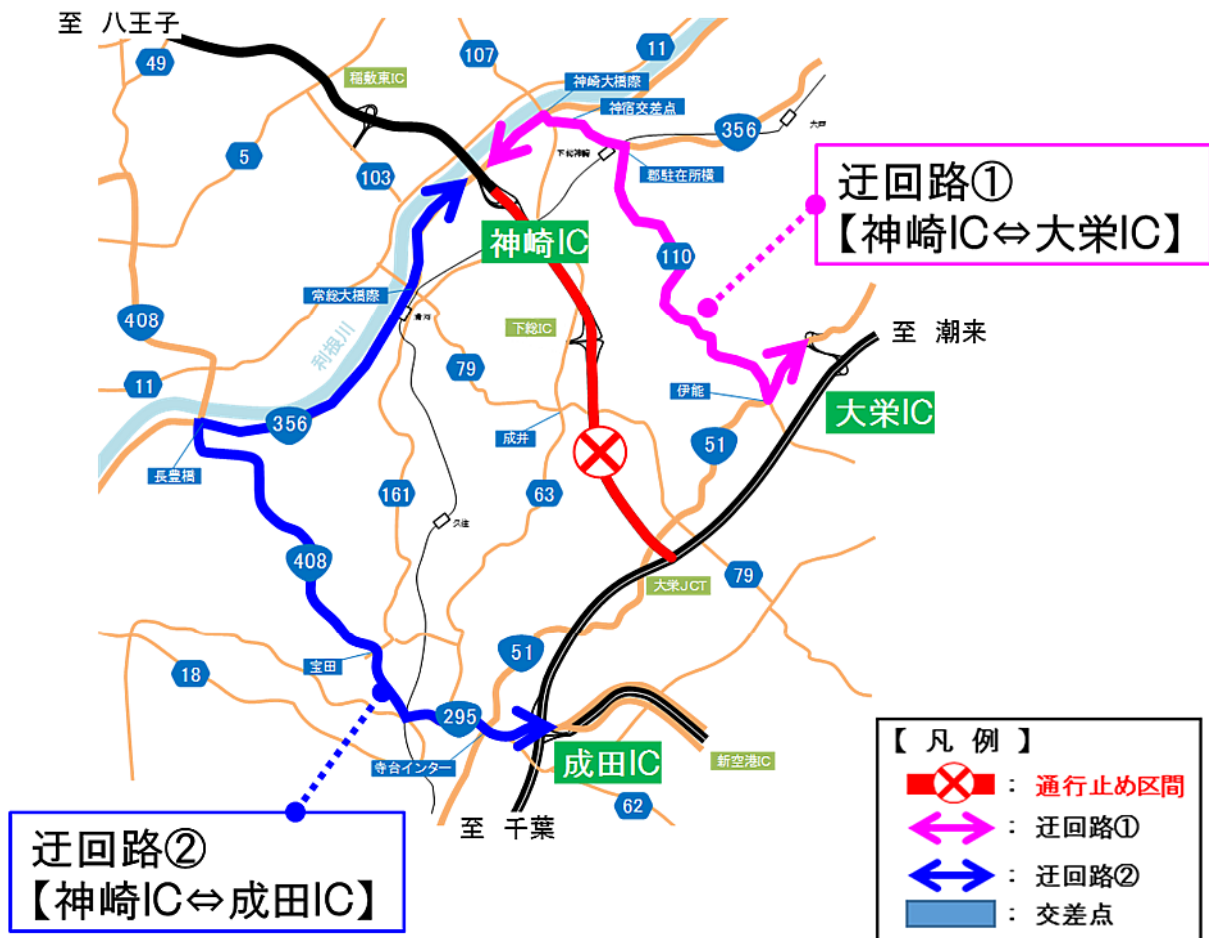 至 八王子
49
107
11
稲敷東IC
神崎大橋際
神宿交差点
356
大戸
下総神崎
5
103
郡駐在所横
迂回路①
【神崎IC⇔大栄IC】
神崎IC
110
常総大橋際
滑河
408
利根川
下総IC
至 潮来
79
11
伊能
大栄IC
356
成井
51
長豊橋
161
63
久住
408
大栄JCT
79
51
宝田
18
295
成田IC
新空港IC
寺台インター
62
至 千葉
迂回路②
【神崎IC⇔成田IC】
【 凡 例 】
： 通行止め区間
： 迂回路①
： 迂回路②
： 交差点